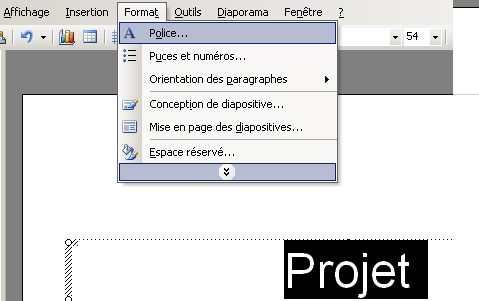 Affichage Insertion Format Outils Diaporama Fenêtre ?
54
Police...
Puces et numéros...
Orientation des paragraphes
Conception de diapositive...
Mise en page des diapositives...
Espace réservé...
Projet